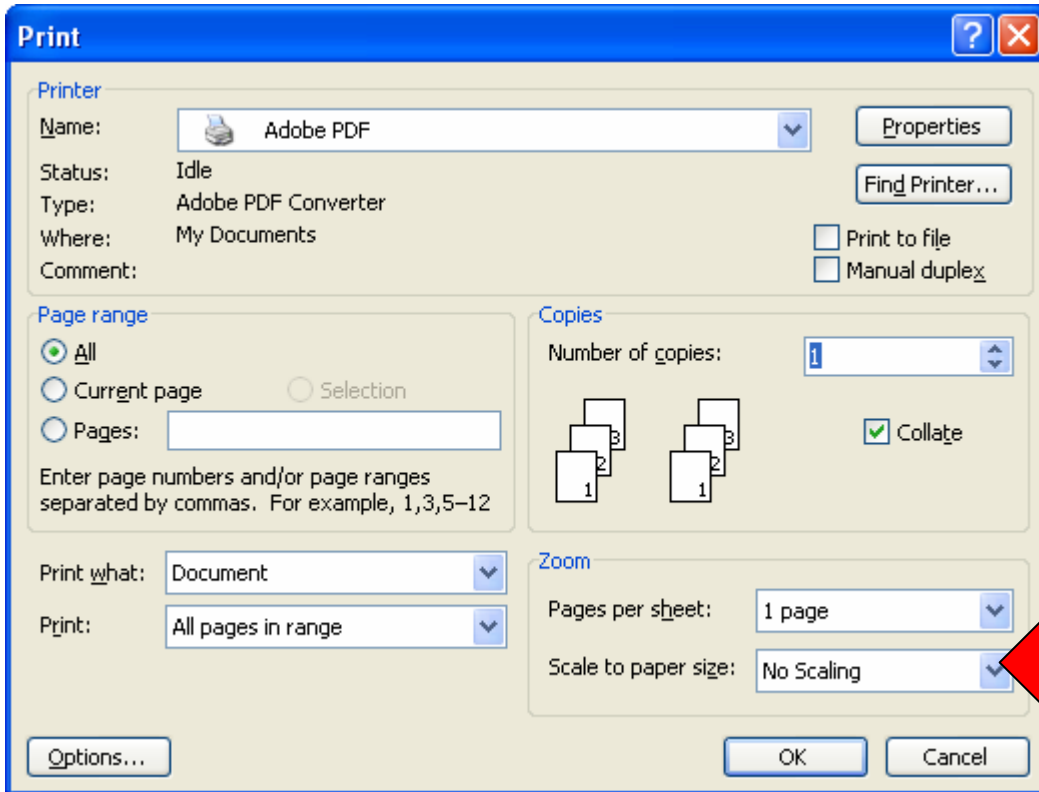 Print
Printer
Name: Adobe PDF
Properties
Status: Idle
Find Printer...
Type: Adobe PDF Converter
Where: My Documents
Print to file
Comment:
Manual duplex
Page range
All
Current page
Selection
Pages:
Enter page numbers and/or page ranges
separated by commas. For example, 1,3,5–12
Copies
Number of copies: 1
3 3
2 2
1 1
Collate
Print what: Document
Print: All pages in range
Zoom
Pages per sheet: 1 page
Scale to paper size: No Scaling
Options...
OK
Cancel